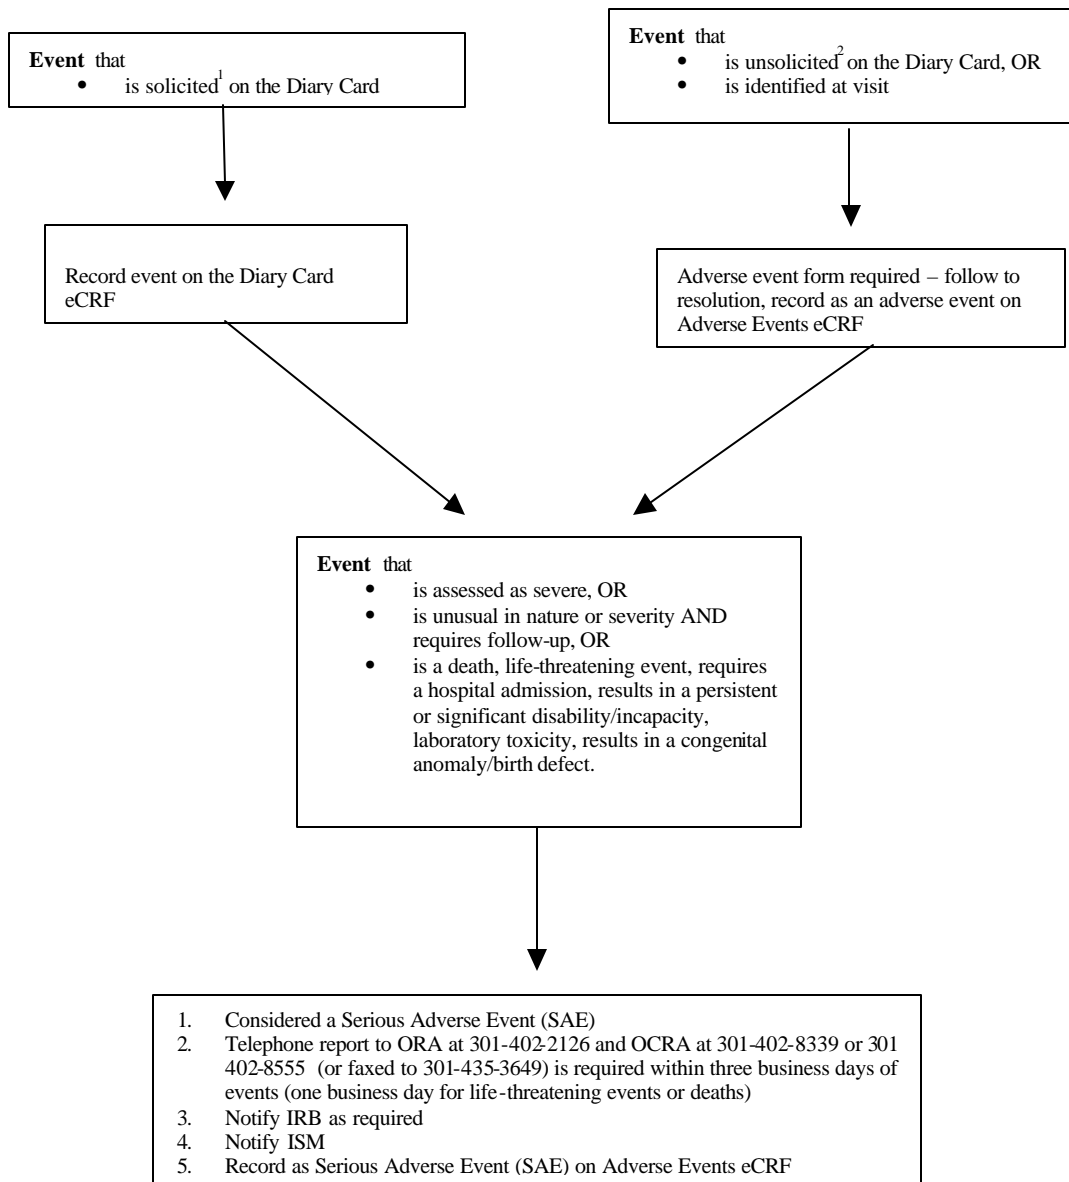 Event that
• is solicited1 on the Diary Card
Event that
• is unsolicited2 on the Diary Card, OR
• is identified at visit
Record event on the Diary Card
eCRF
Adverse event form required – follow to
resolution, record as an adverse event on
Adverse Events eCRF
Event that
• is assessed as severe, OR
• is unusual in nature or severity AND
requires follow-up, OR
• is a death, life-threatening event, requires
a hospital admission, results in a persistent
or significant disability/incapacity,
laboratory toxicity, results in a congenital
anomaly/birth defect.
1. Considered a Serious Adverse Event (SAE)
2. Telephone report to ORA at 301-402-2126 and OCRA at 301-402-8339 or 301
402-8555 (or faxed to 301-435-3649) is required within three business days of
events (one business day for life-threatening events or deaths)
3. Notify IRB as required
4. Notify ISM
5. Record as Serious Adverse Event (SAE) on Adverse Events eCRF